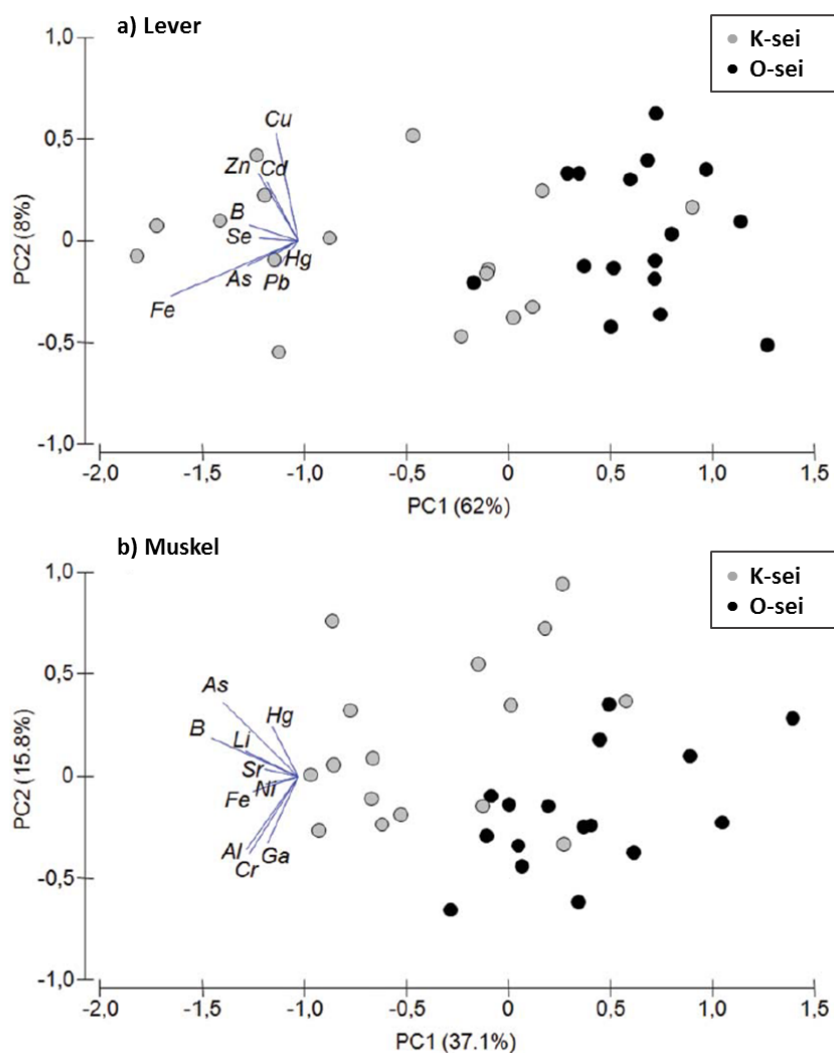 a) Lever
K-sei
O-sei
1,0
0,5
0
-0,5
-1,0
PC2 (8%)
Cu
Zn Cd
B
Se
Hg
As Pb
Fe
-2,0 -1,5 -1,0 -0,5 0 0,5 1,0 1,5
PC1 (62%)
b) Muskel
K-sei
O-sei
1,0
0,5
0
-0,5
-1,0
PC2 (15.8%)
As
Hg
B
Li
Sr
Fe Ni
Al
Cr Ga
-2,0 -1,5 -1,0 -0,5 0 0,5 1,0 1,5
PC1 (37.1%)